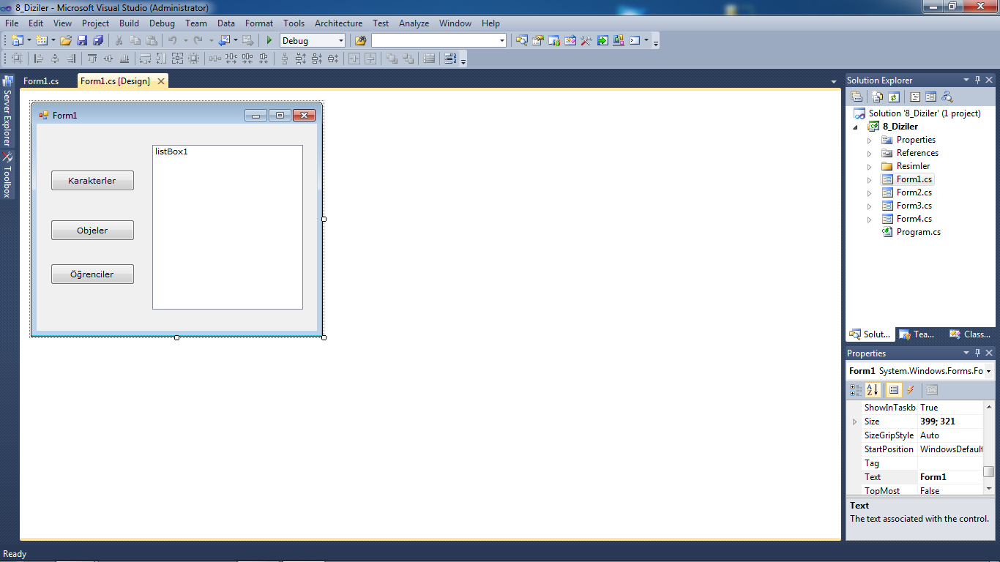 8_Diziler - Microsoft Visual Studio (Administrator)
File Edit View Project Build Debug Team Data Format Tools Architecture Test Analyze Window Help
Debug
Server Explorer
Toolbox
Form1.cs
Form1.cs [Design]
Form1
listBox1
Karakterler
Objeler
Öğrenciler
Solution Explorer
Solution '8_Diziler' (1 project)
8_Diziler
Properties
References
Resimler
Form1.cs
Form2.cs
Form3.cs
Form4.cs
Program.cs
Solut... Tea... Class...
Properties
Form1 System.Windows.Forms.Fo
ShowInTaskb True
Size 399; 321
SizeGripStyle Auto
StartPosition WindowsDefault
Tag
Text Form1
TopMost False
Text
The text associated with the control.
Ready